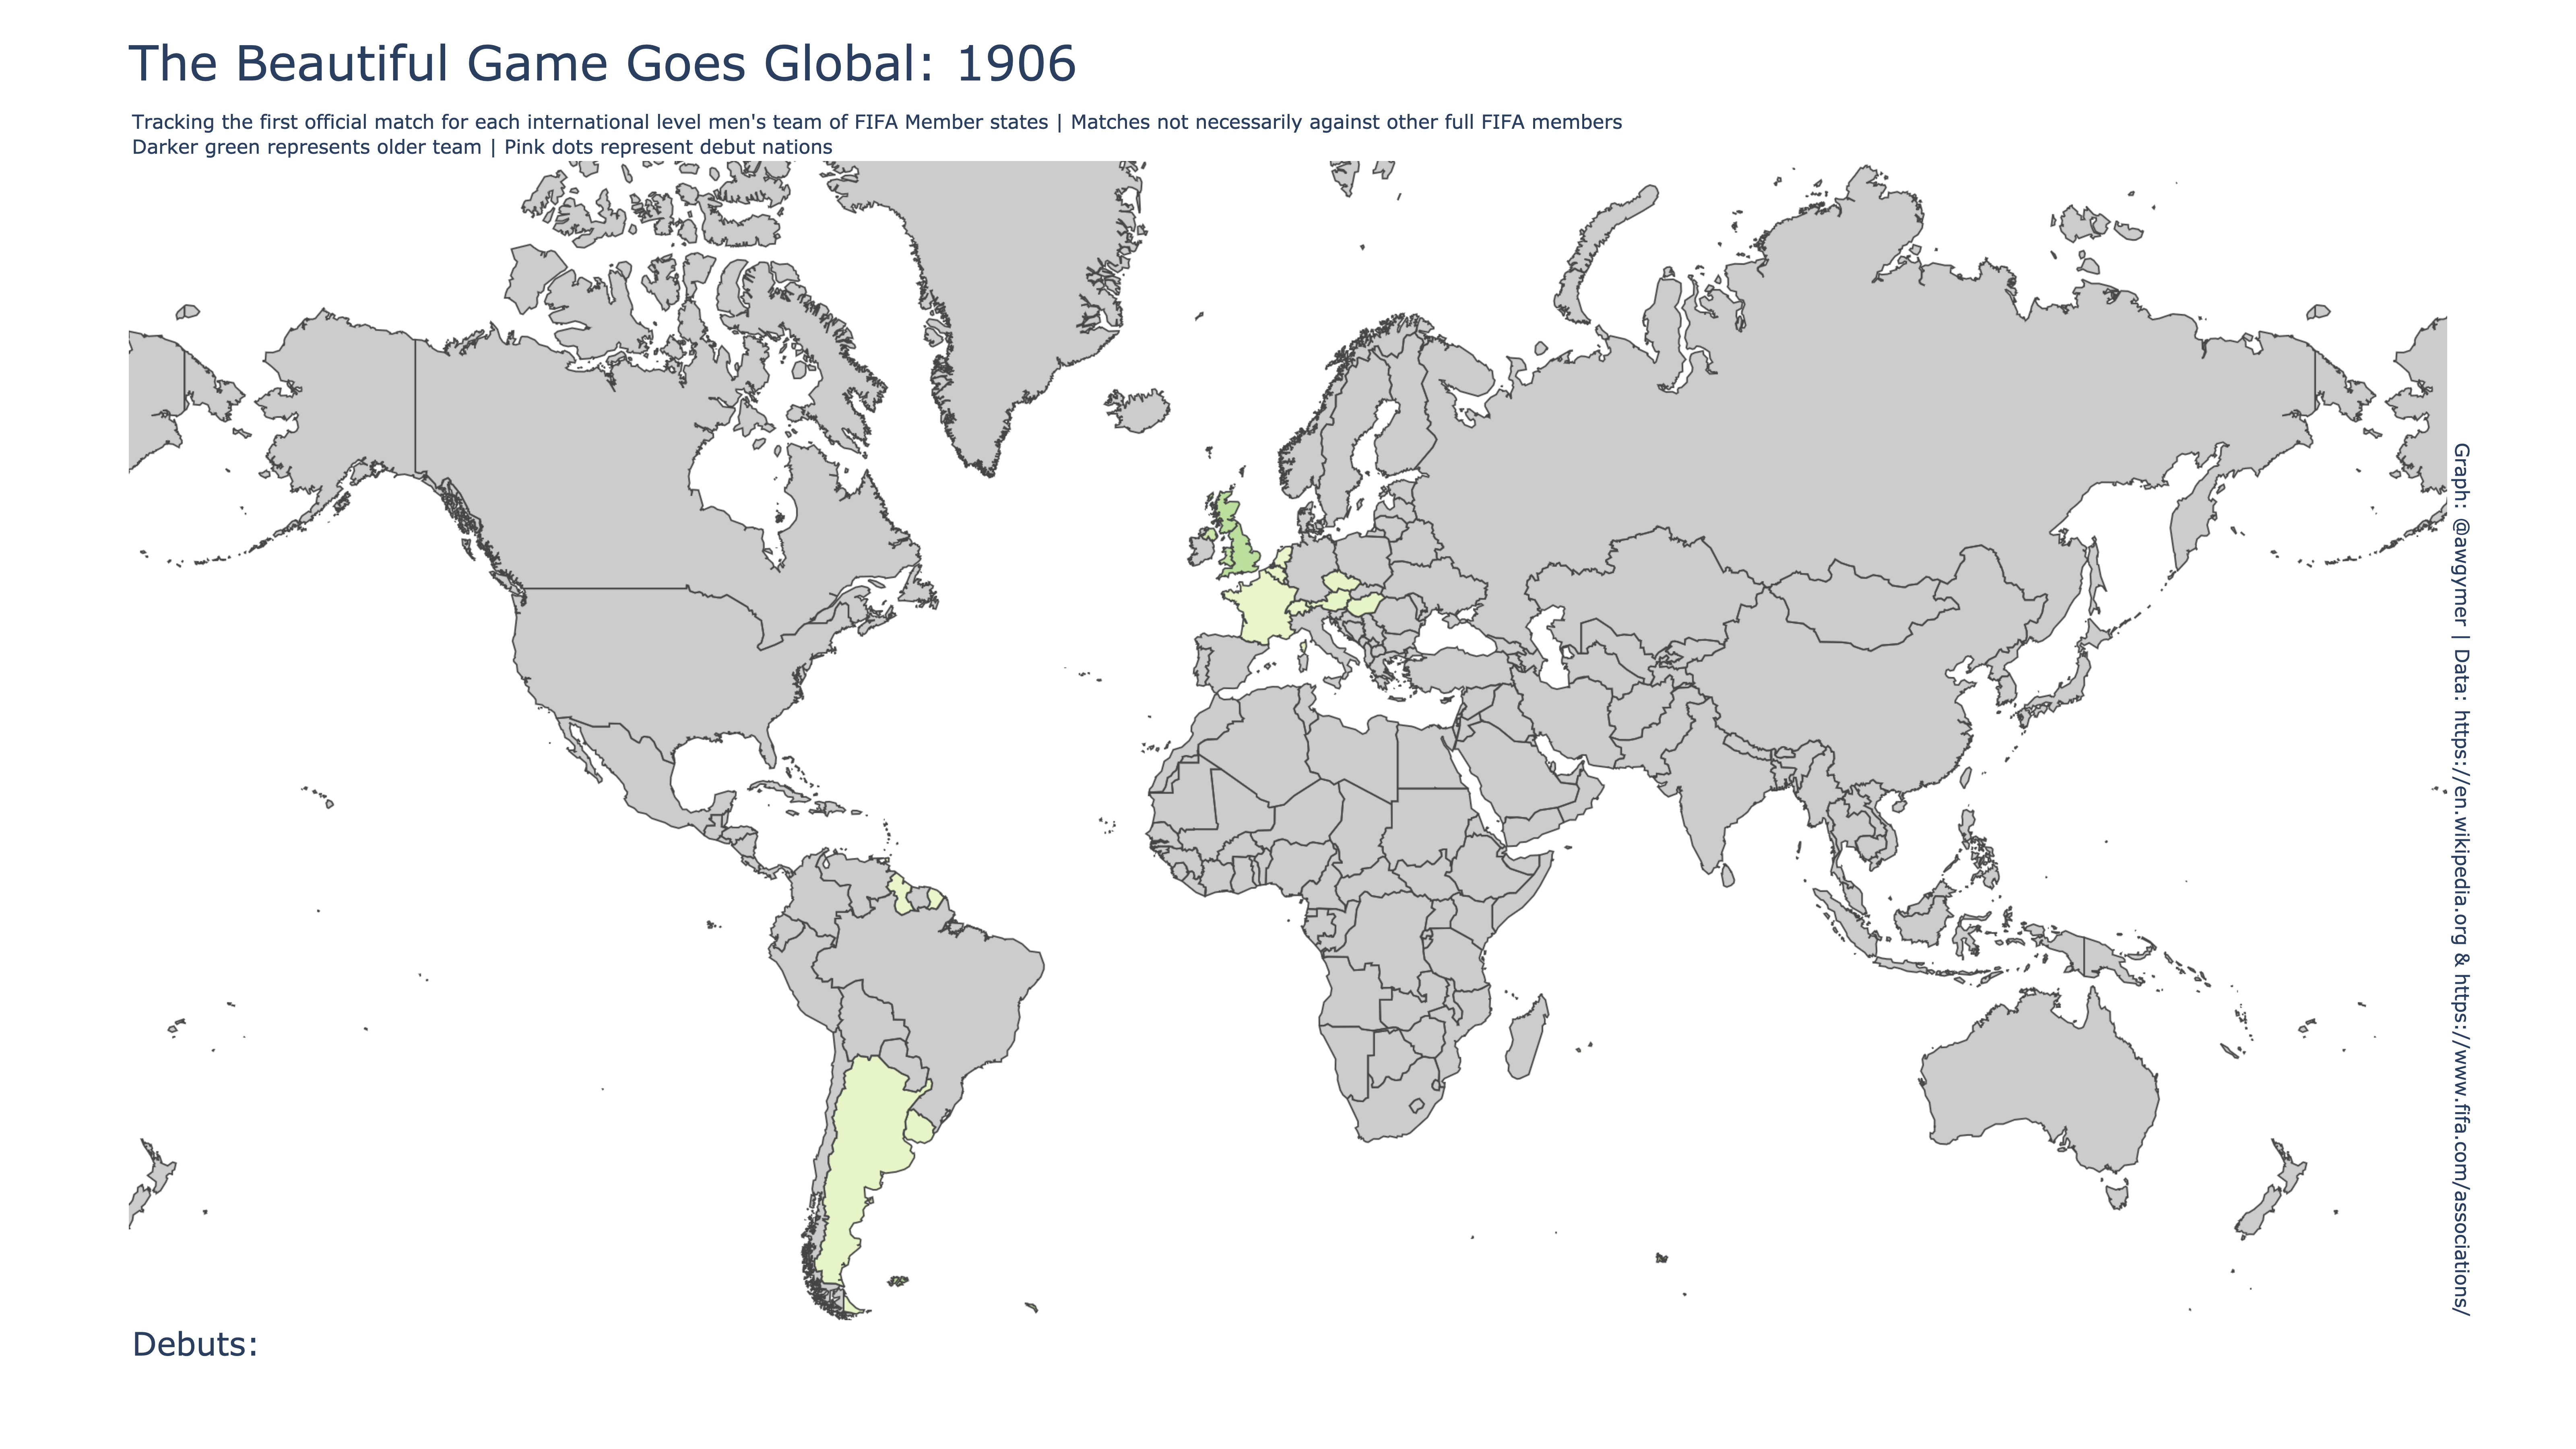 The Beautiful Game Goes Global: 1906
Tracking the first official match for each international level men's team of FIFA Member states | Matches not necessarily against other full FIFA members
Darker green represents older team | Pink dots represent debut nations
Graph: @awgymer | Data: https://en.wikipedia.org & https://www.fifa.com/associations/
Debuts: